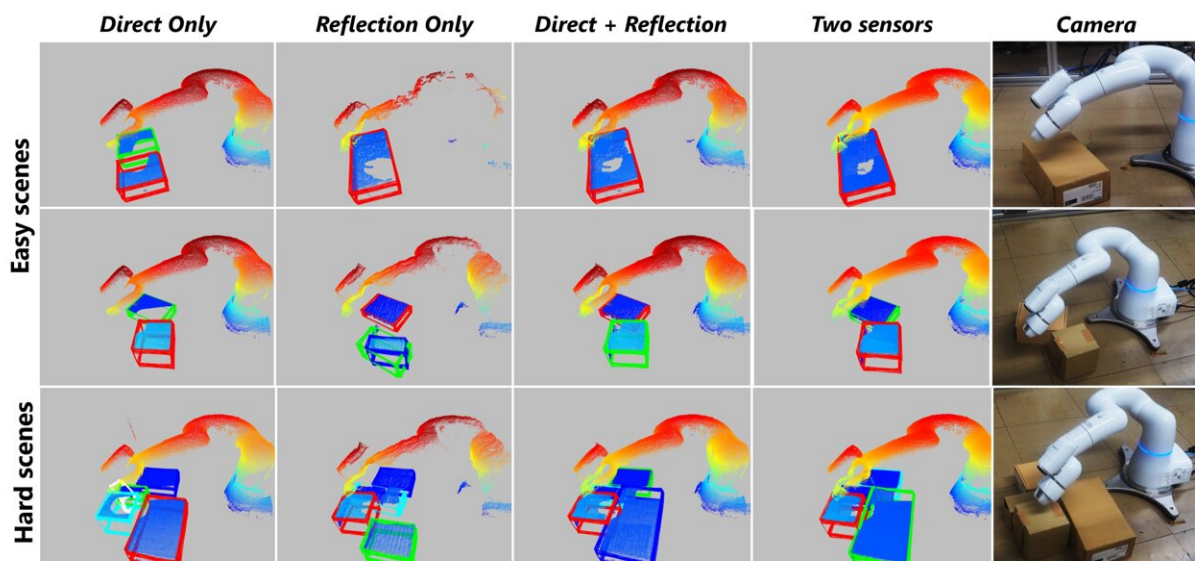 Direct Only
Reflection Only
Direct + Reflection
Two sensors
Camera
Easy scenes
Hard scenes